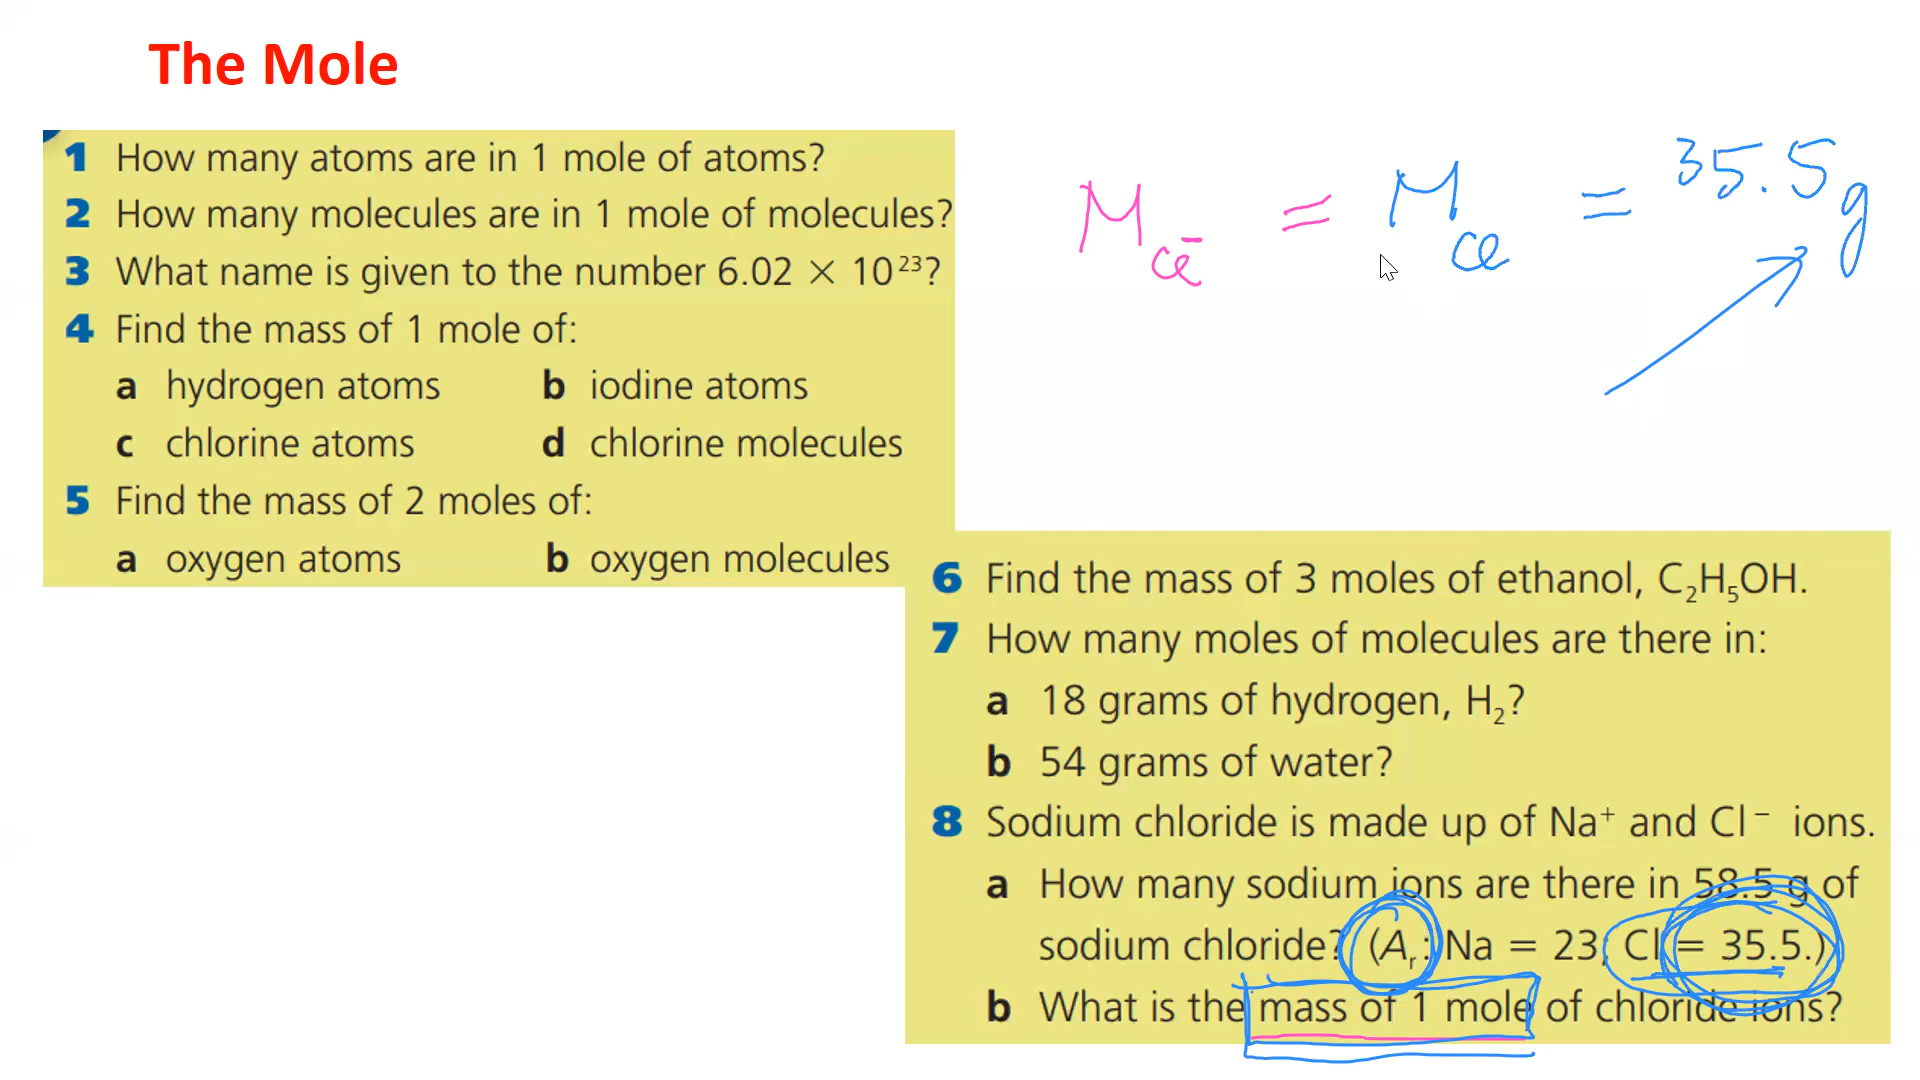 The Mole
1 How many atoms are in 1 mole of atoms?
2 How many molecules are in 1 mole of molecules?
3 What name is given to the number 6.02 × 10²³?
4 Find the mass of 1 mole of:
a hydrogen atoms b iodine atoms
c chlorine atoms d chlorine molecules
5 Find the mass of 2 moles of:
a oxygen atoms b oxygen molecules
M Cl⁻ = M Cl = 35.5 g
6 Find the mass of 3 moles of ethanol, C₂H₅OH.
7 How many moles of molecules are there in:
a 18 grams of hydrogen, H₂?
b 54 grams of water?
8 Sodium chloride is made up of Na⁺ and Cl⁻ ions.
a How many sodium ions are there in 58.5 g of
sodium chloride? (Aᵣ: Na = 23, Cl = 35.5.)
b What is the mass of 1 mole of chloride ions?